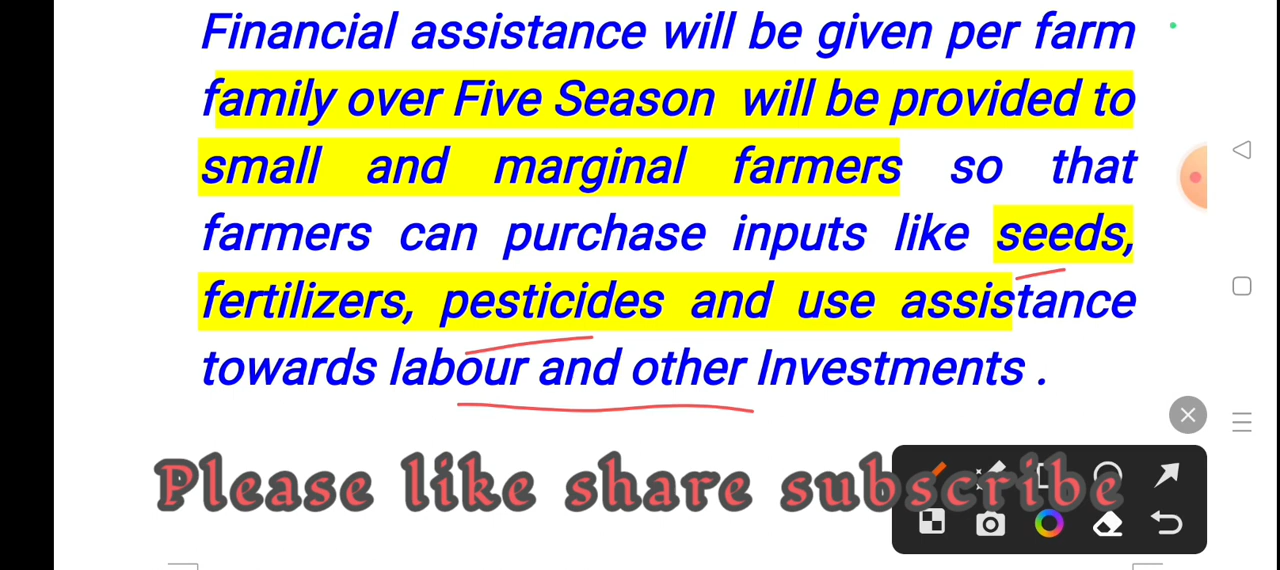 Financial assistance will be given per farm
family over Five Season will be provided to
small and marginal farmers so that
farmers can purchase inputs like seeds,
fertilizers, pesticides and use assistance
towards labour and other Investments .
Please like share subscribe